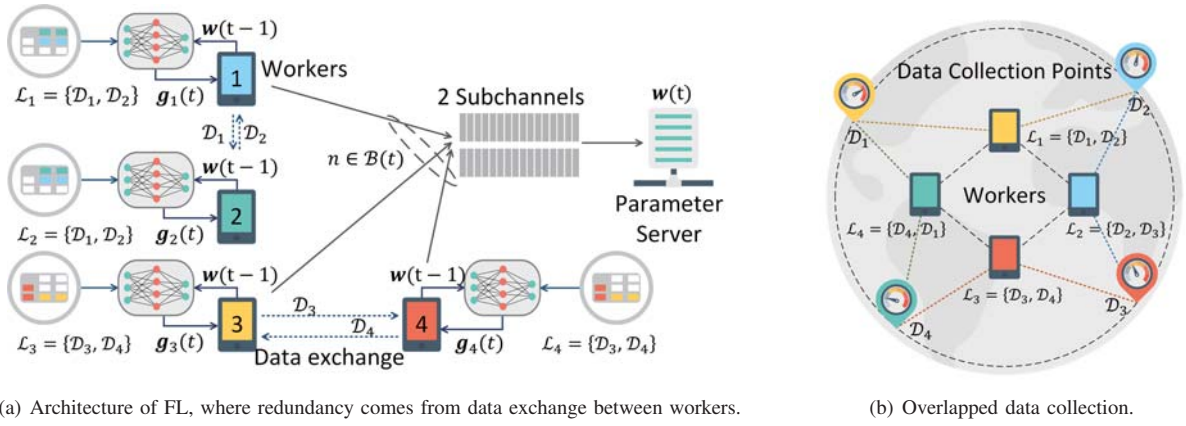 w(t−1)
1
Workers
ℒ₁ = {𝒟₁, 𝒟₂}
g₁(t)
𝒟₁
𝒟₂
w(t−1)
2
ℒ₂ = {𝒟₁, 𝒟₂}
g₂(t)
w(t−1)
3
ℒ₃ = {𝒟₃, 𝒟₄}
g₃(t)
𝒟₃
𝒟₄
Data exchange
w(t−1)
4
g₄(t)
ℒ₄ = {𝒟₃, 𝒟₄}
n ∈ ℬ(t)
2 Subchannels
w(t)
Parameter
Server
(a) Architecture of FL, where redundancy comes from data exchange between workers.
Data Collection Points
𝒟₁
𝒟₂
ℒ₁ = {𝒟₁, 𝒟₂}
Workers
ℒ₄ = {𝒟₄, 𝒟₁}
ℒ₂ = {𝒟₂, 𝒟₃}
ℒ₃ = {𝒟₃, 𝒟₄}
𝒟₃
𝒟₄
(b) Overlapped data collection.